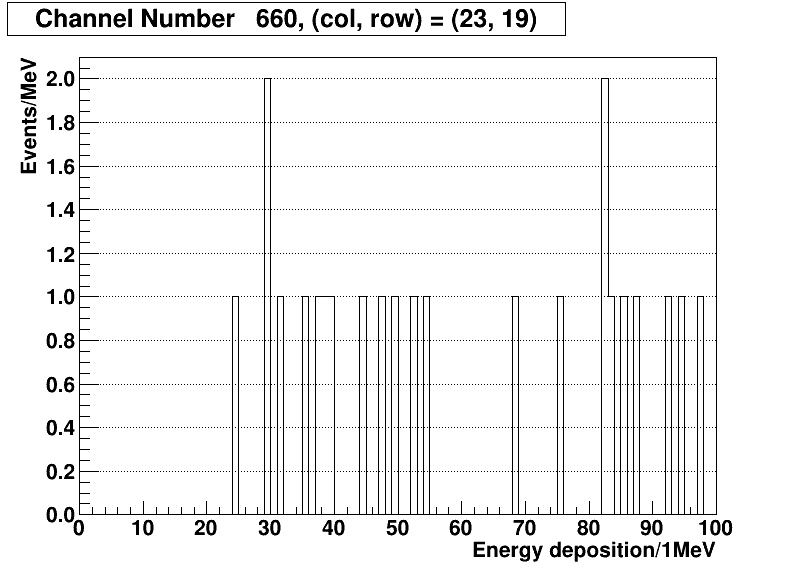 Channel Number 660, (col, row) = (23, 19)
Events/MeV
2.0
1.8
1.6
1.4
1.2
1.0
0.8
0.6
0.4
0.2
0.0
0 10 20 30 40 50 60 70 80 90 100
Energy deposition/1MeV